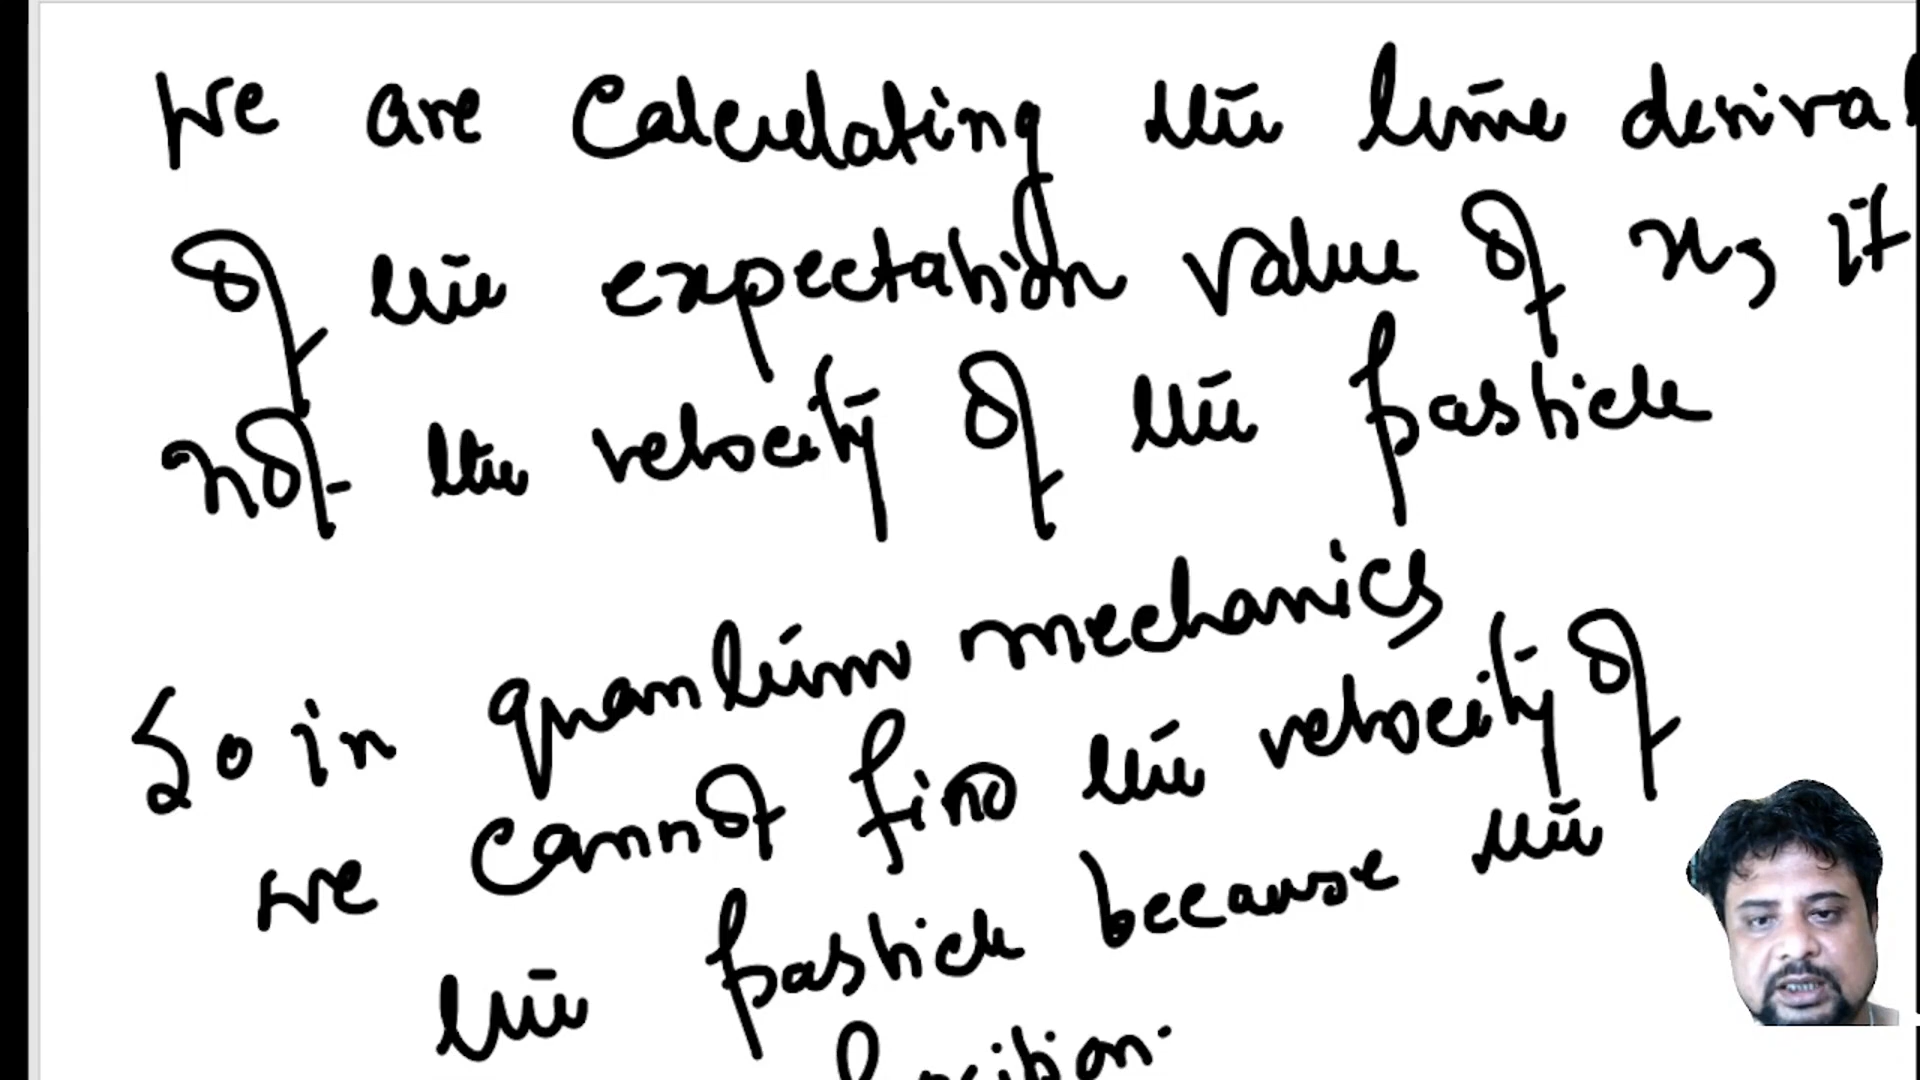 We are Calculating the time deriva
of the expectation value of x, it
not the velocity of the particle
So in quantum mechanics
we cannot find the velocity of
the particle because the
position